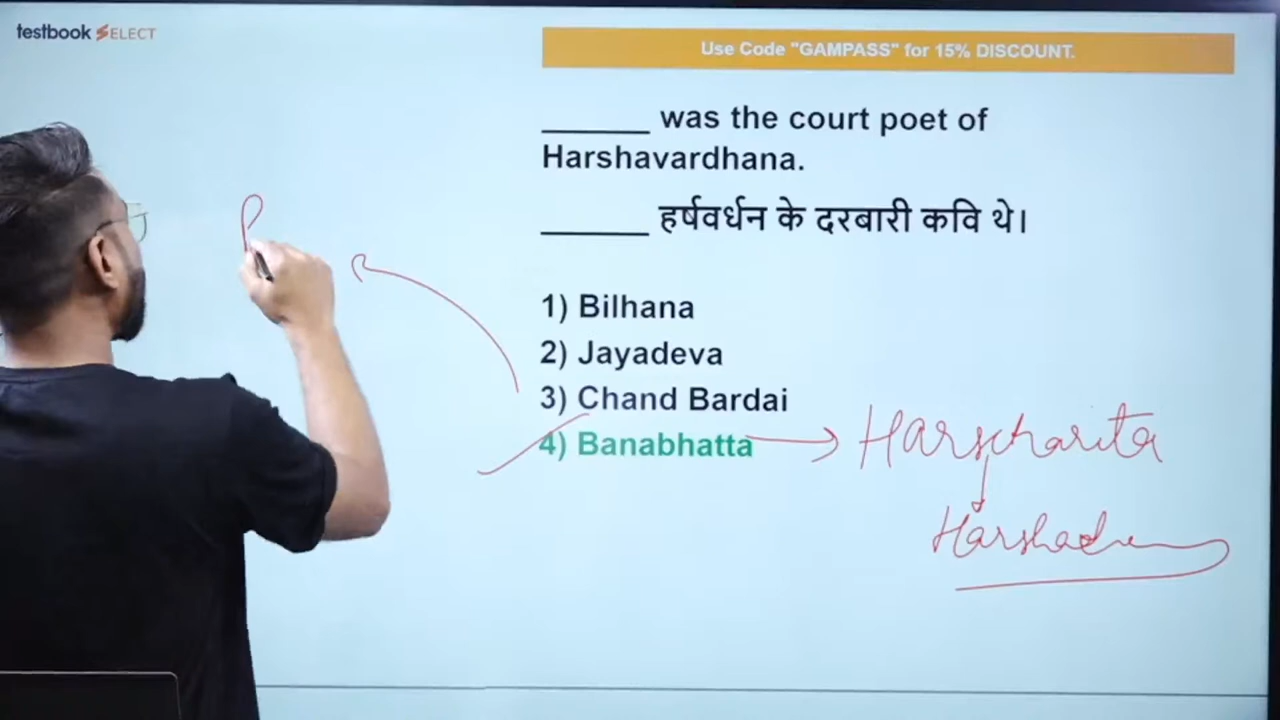 testbook SELECT
Use Code "GAMPASS" for 15% DISCOUNT.
______ was the court poet of
Harshavardhana.
______ हर्षवर्धन के दरबारी कवि थे।
1) Bilhana
2) Jayadeva
3) Chand Bardai
4) Banabhatta → Harscharita
P